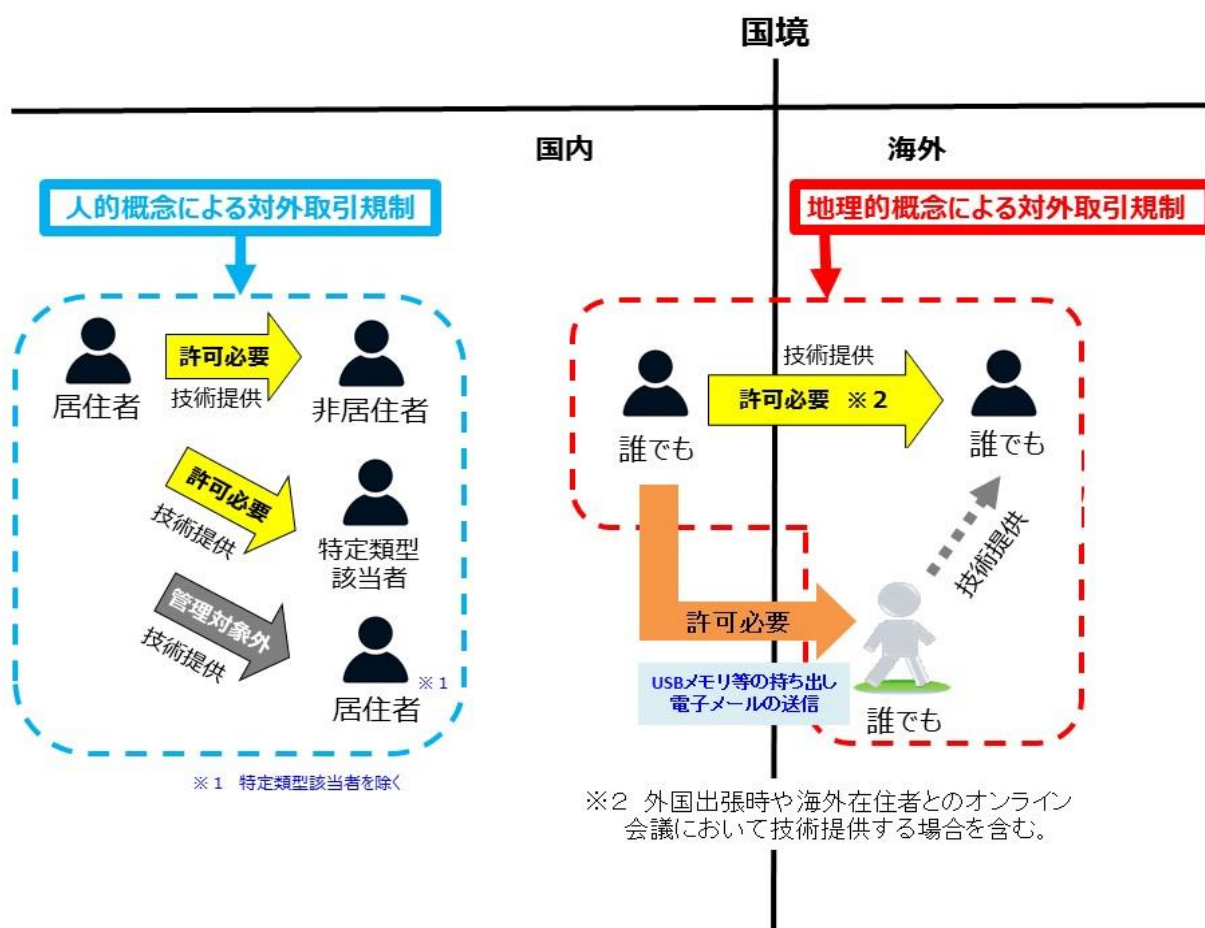 国境
国内
海外
人的概念による対外取引規制
居住者
許可必要
技術提供
非居住者
許可必要
技術提供
特定類型
該当者
管理対象外
技術提供
※1
居住者
※1 特定類型該当者を除く
地理的概念による対外取引規制
誰でも
技術提供
許可必要 ※2
誰でも
許可必要
USBメモリ等の持ち出し
電子メールの送信
技術提供
誰でも
※2 外国出張時や海外在住者とのオンライン
会議において技術提供する場合を含む。